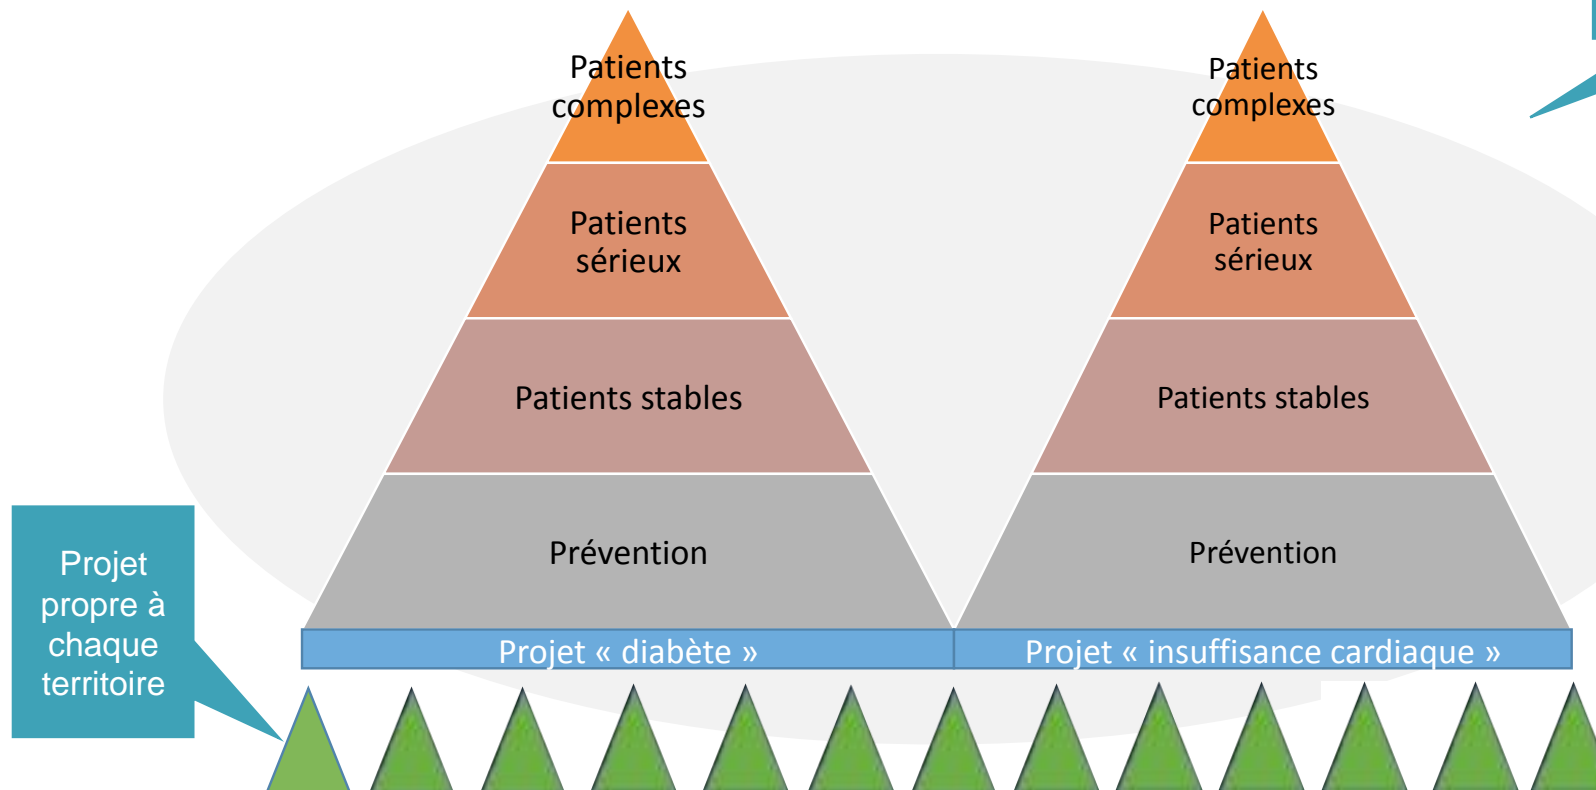 Patients
complexes
Patients
sérieux
Patients stables
Prévention
Patients
complexes
Patients
sérieux
Patients stables
Prévention
Projet « diabète »
Projet « insuffisance cardiaque »
Projet
propre à
chaque
territoire